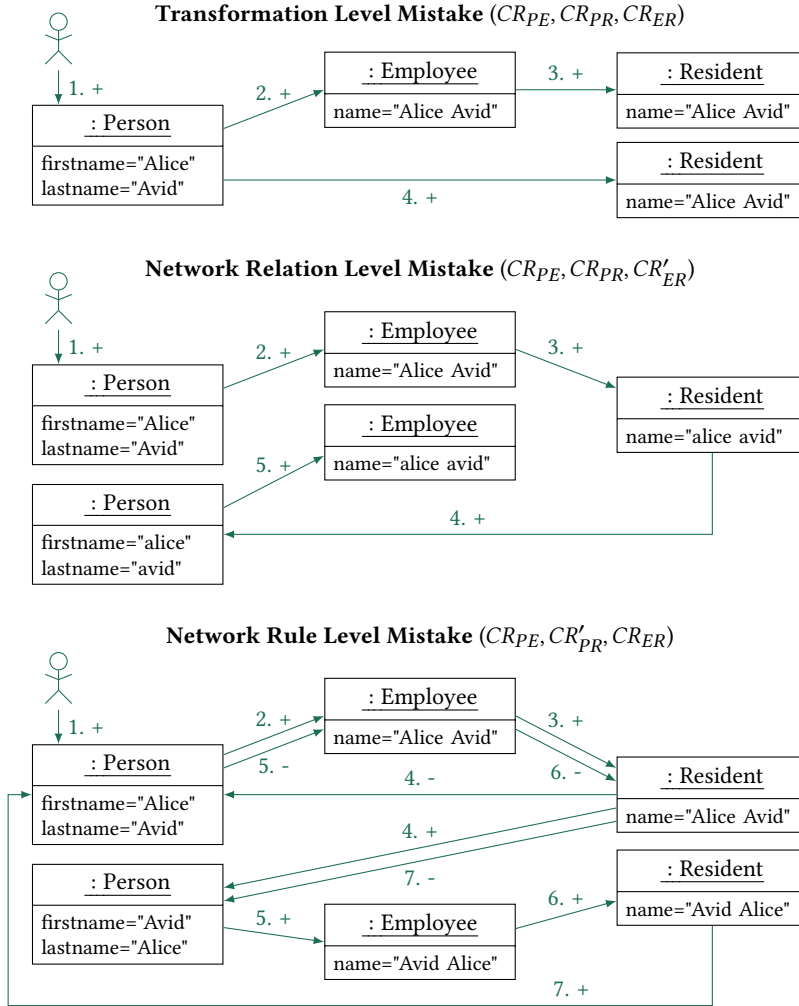 Transformation Level Mistake (CR_PE, CR_PR, CR_ER)
1. +
: Person
firstname="Alice"
lastname="Avid"
2. +
: Employee
name="Alice Avid"
3. +
: Resident
name="Alice Avid"
4. +
: Resident
name="Alice Avid"
Network Relation Level Mistake (CR_PE, CR_PR, CR'_ER)
1. +
: Person
firstname="Alice"
lastname="Avid"
2. +
: Employee
name="Alice Avid"
3. +
: Resident
name="alice avid"
4. +
: Person
firstname="alice"
lastname="avid"
5. +
: Employee
name="alice avid"
Network Rule Level Mistake (CR_PE, CR'_PR, CR_ER)
1. +
: Person
firstname="Alice"
lastname="Avid"
2. +
5. -
: Employee
name="Alice Avid"
3. +
6. -
: Resident
name="Alice Avid"
4. -
4. +
7. -
: Person
firstname="Avid"
lastname="Alice"
5. +
: Employee
name="Avid Alice"
6. +
: Resident
name="Avid Alice"
7. +